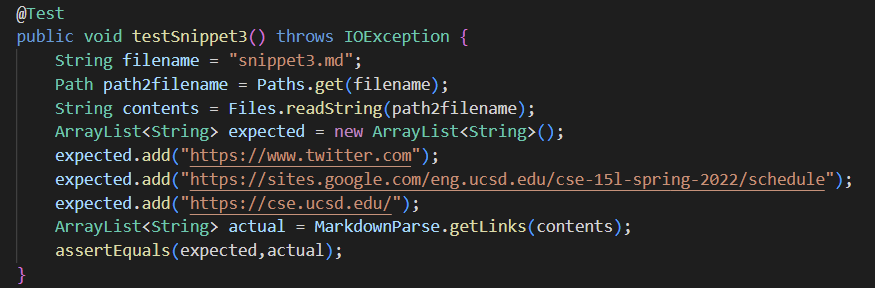 @Test
public void testSnippet3() throws IOException {
    String filename = "snippet3.md";
    Path path2filename = Paths.get(filename);
    String contents = Files.readString(path2filename);
    ArrayList<String> expected = new ArrayList<String>();
    expected.add("https://www.twitter.com");
    expected.add("https://sites.google.com/eng.ucsd.edu/cse-15l-spring-2022/schedule");
    expected.add("https://cse.ucsd.edu/");
    ArrayList<String> actual = MarkdownParse.getLinks(contents);
    assertEquals(expected,actual);
}